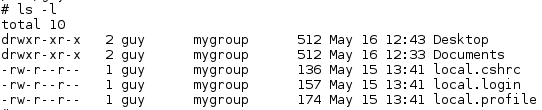 # ls -l
total 10
drwxr-xr-x   2 guy      mygroup      512 May 16 12:43 Desktop
drwxr-xr-x   2 guy      mygroup      512 May 16 12:33 Documents
-rw-r--r--   1 guy      mygroup      136 May 15 13:41 local.cshrc
-rw-r--r--   1 guy      mygroup      157 May 15 13:41 local.login
-rw-r--r--   1 guy      mygroup      174 May 15 13:41 local.profile